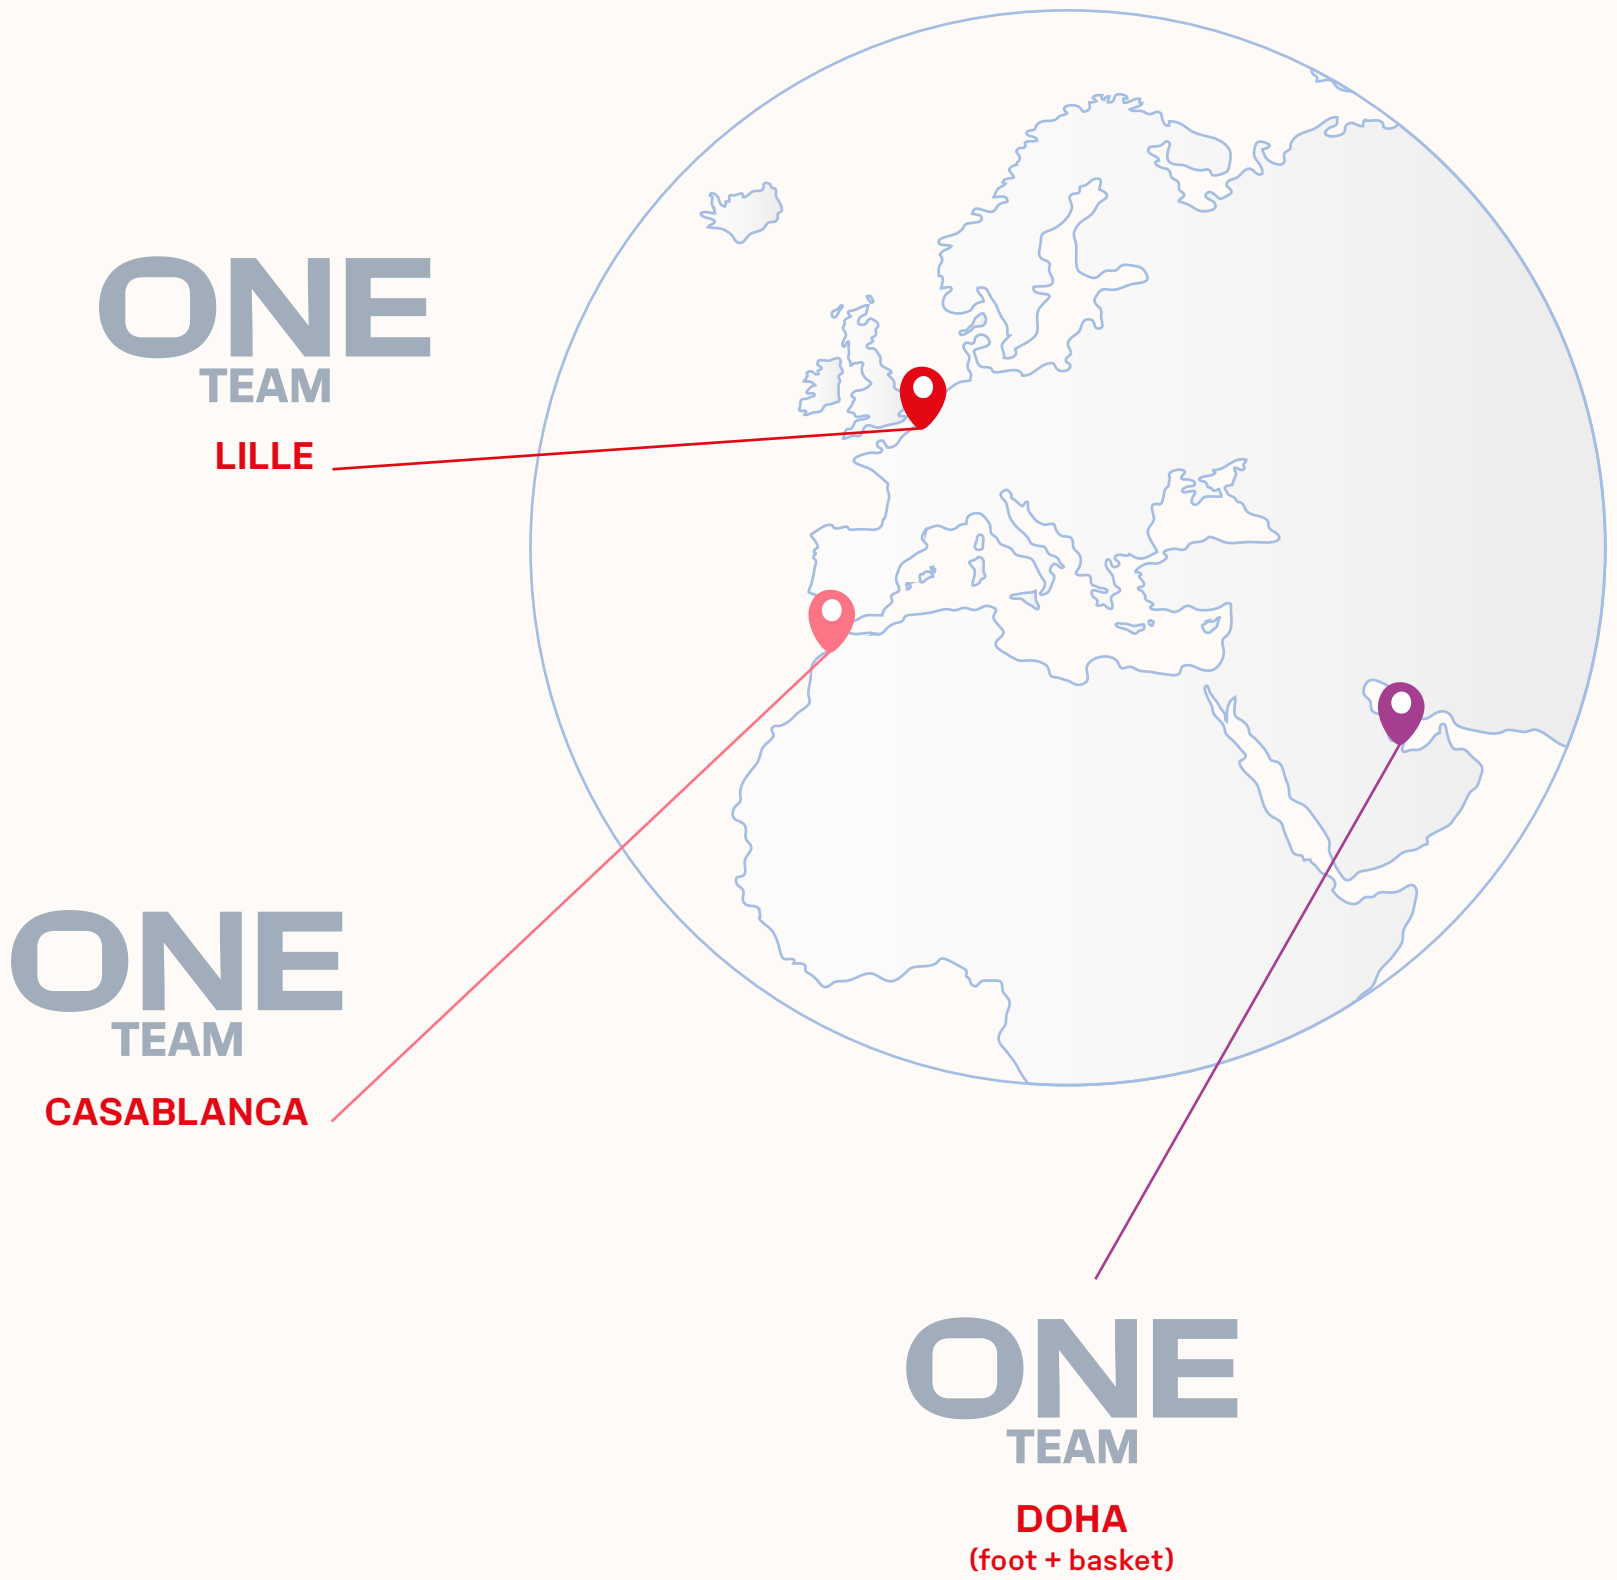 ONE
TEAM
LILLE
ONE
TEAM
CASABLANCA
ONE
TEAM
DOHA
(foot + basket)